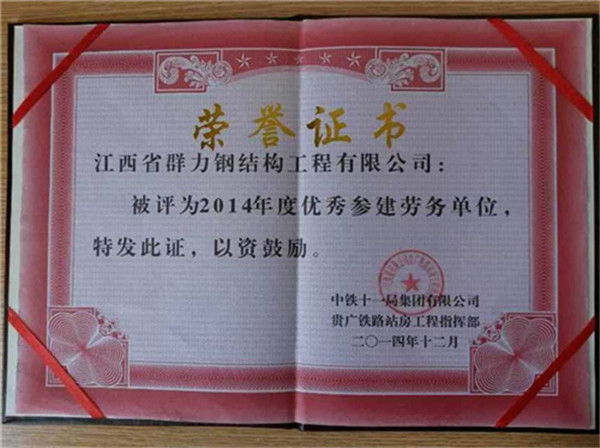 荣誉证书
江西省群力钢结构工程有限公司：
被评为2014年度优秀参建劳务单位，
特发此证，以资鼓励。
中铁十一局集团有限公司
贵广铁路站房工程指挥部
二〇一四年十二月